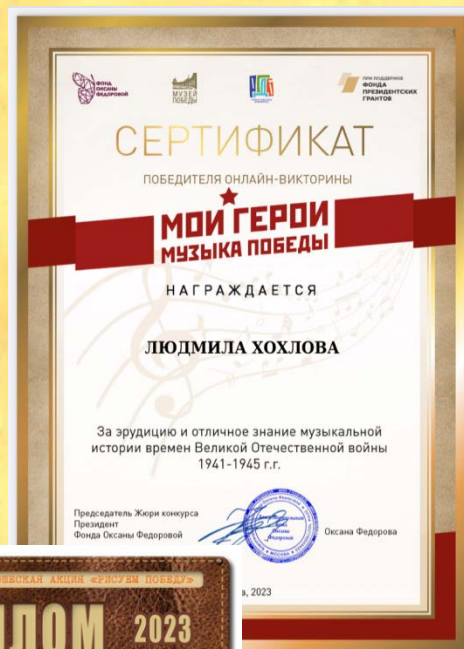 ФОНД
ОКСАНЫ
ФЕДОРОВОЙ
МУЗЕЙ
ПОБЕДЫ
ПРИ ПОДДЕРЖКЕ
ФОНДА
ПРЕЗИДЕНТСКИХ
ГРАНТОВ
СЕРТИФИКАТ
ПОБЕДИТЕЛЯ ОНЛАЙН-ВИКТОРИНЫ
МОИ ГЕРОИ
МУЗЫКА ПОБЕДЫ
НАГРАЖДАЕТСЯ
ЛЮДМИЛА ХОХЛОВА
За эрудицию и отличное знание музыкальной
истории времен Великой Отечественной войны
1941-1945 г.г.
Председатель Жюри конкурса
Президент
Фонда Оксаны Федоровой
Оксана Федорова
а, 2023
ЧЕСКАЯ АКЦИЯ «РИСУЕМ ПОБЕДУ»
ЛОМ 2023